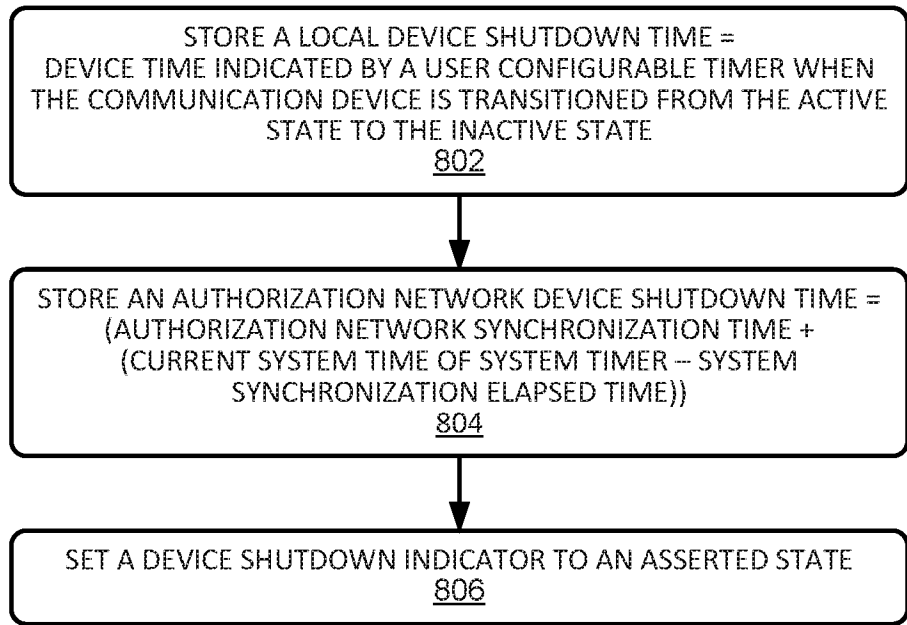 STORE A LOCAL DEVICE SHUTDOWN TIME =
DEVICE TIME INDICATED BY A USER CONFIGURABLE TIMER WHEN
THE COMMUNICATION DEVICE IS TRANSITIONED FROM THE ACTIVE
STATE TO THE INACTIVE STATE
802
STORE AN AUTHORIZATION NETWORK DEVICE SHUTDOWN TIME =
(AUTHORIZATION NETWORK SYNCHRONIZATION TIME +
(CURRENT SYSTEM TIME OF SYSTEM TIMER – SYSTEM
SYNCHRONIZATION ELAPSED TIME))
804
SET A DEVICE SHUTDOWN INDICATOR TO AN ASSERTED STATE
806